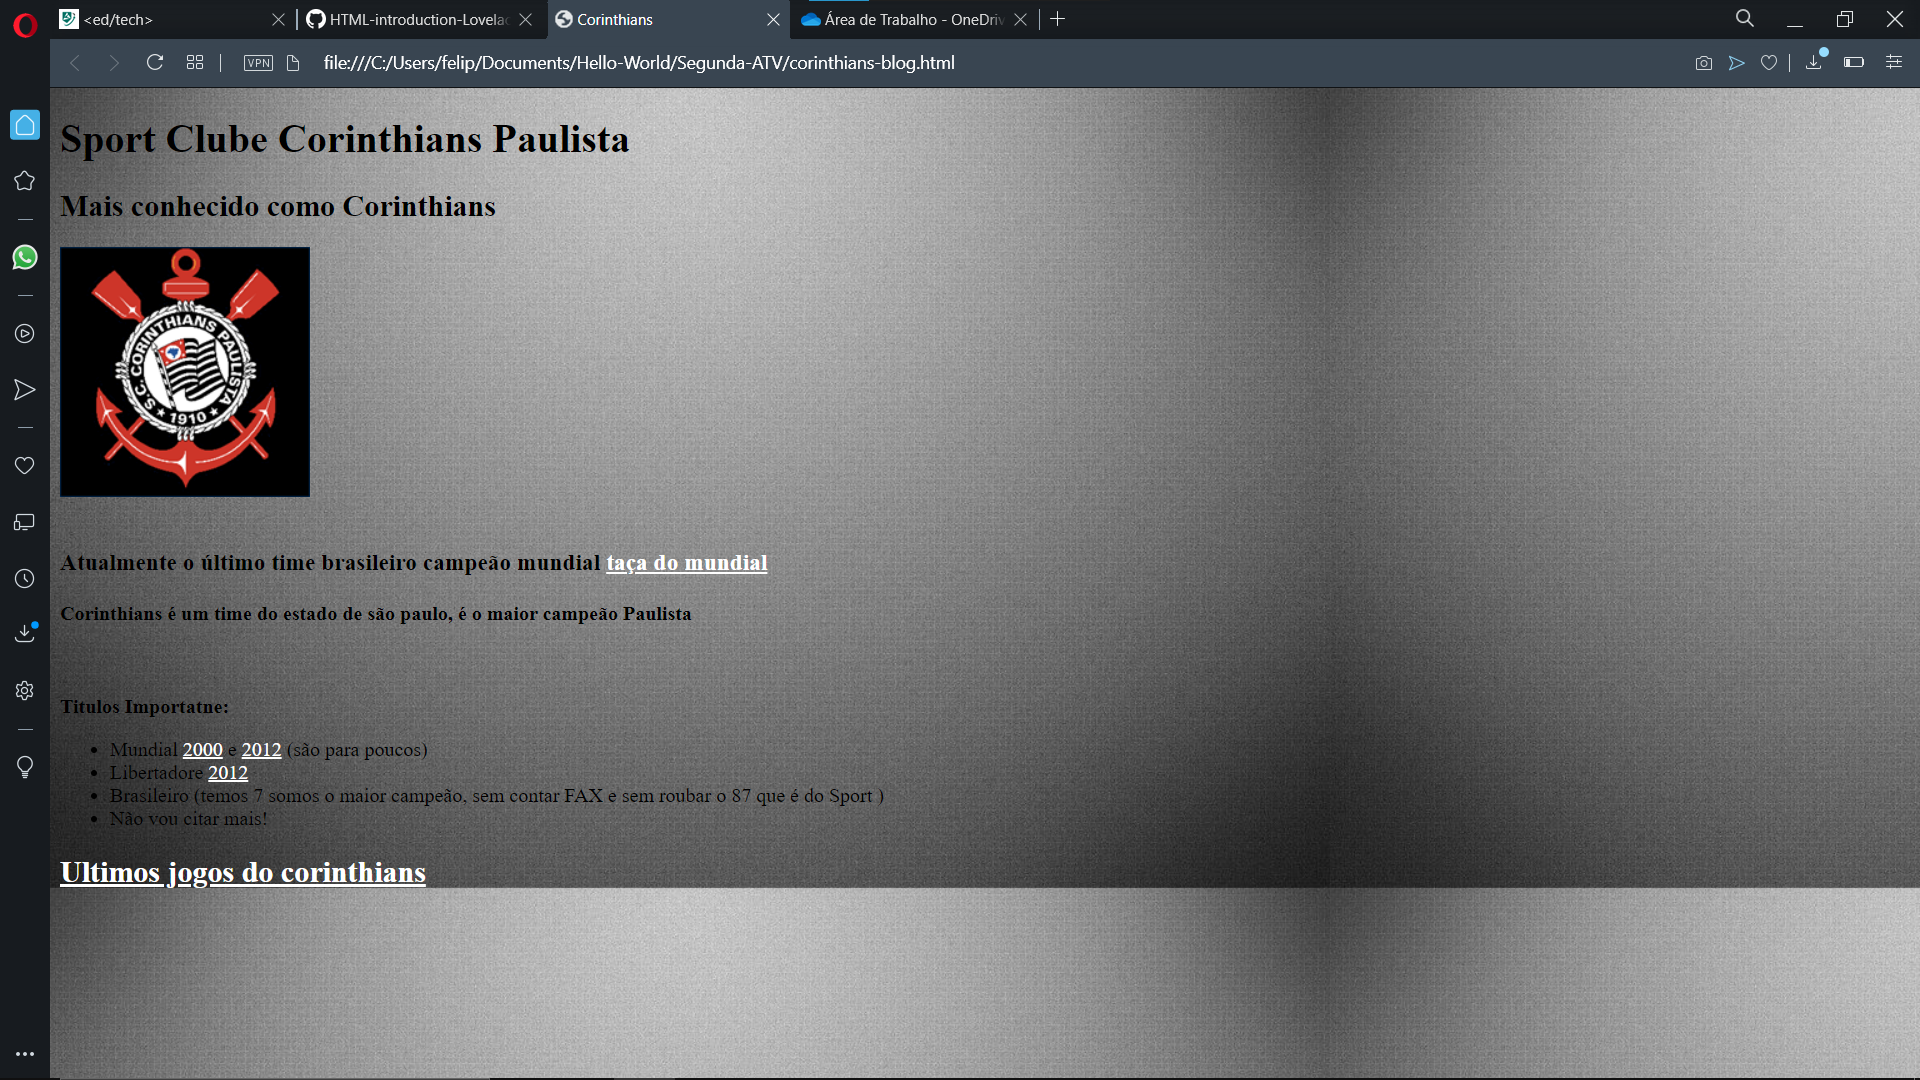 <ed/tech>
HTML-introduction-Lovelac
Corinthians
Área de Trabalho - OneDriv
VPN
file:///C:/Users/felip/Documents/Hello-World/Segunda-ATV/corinthians-blog.html
Sport Clube Corinthians Paulista
Mais conhecido como Corinthians
S.C. CORINTHIANS PAULISTA
1910
Atualmente o último time brasileiro campeão mundial taça do mundial
Corinthians é um time do estado de são paulo, é o maior campeão Paulista
Titulos Importatne:
Mundial 2000 e 2012 (são para poucos)
Libertadore 2012
Brasileiro (temos 7 somos o maior campeão, sem contar FAX e sem roubar o 87 que é do Sport )
Não vou citar mais!
Ultimos jogos do corinthians